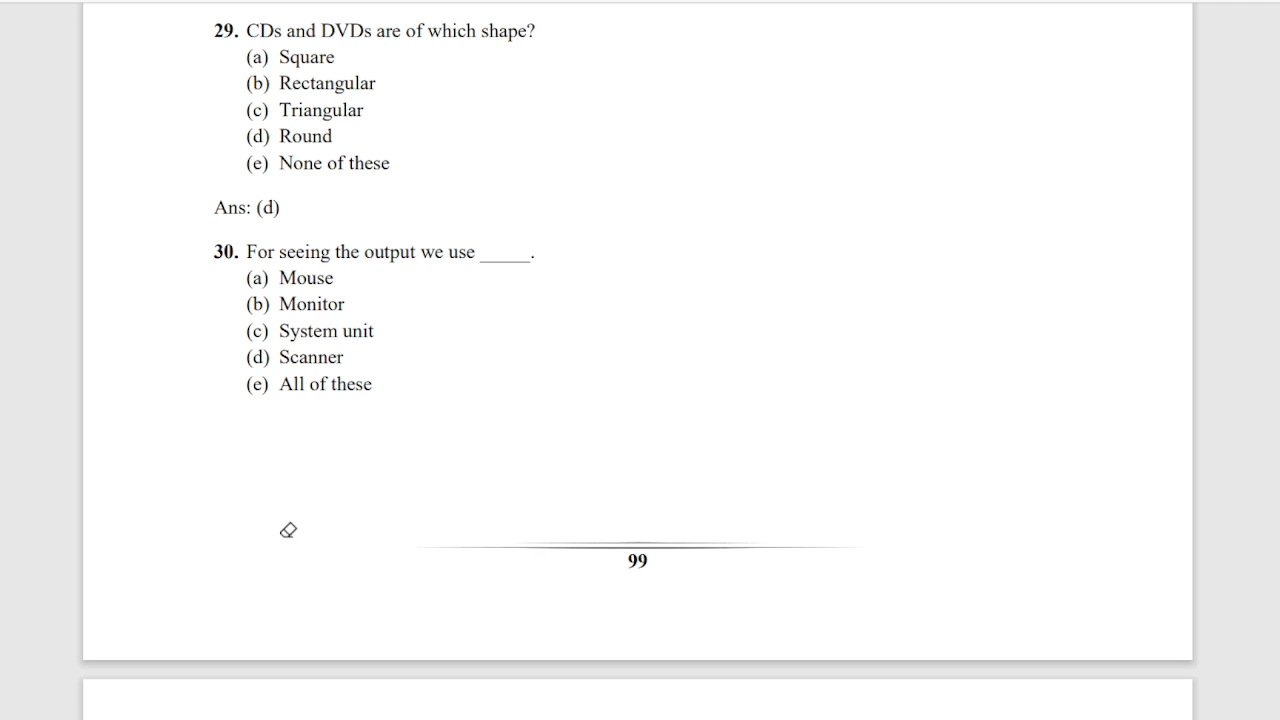 29. CDs and DVDs are of which shape?
(a) Square
(b) Rectangular
(c) Triangular
(d) Round
(e) None of these
Ans: (d)
30. For seeing the output we use _____.
(a) Mouse
(b) Monitor
(c) System unit
(d) Scanner
(e) All of these
99